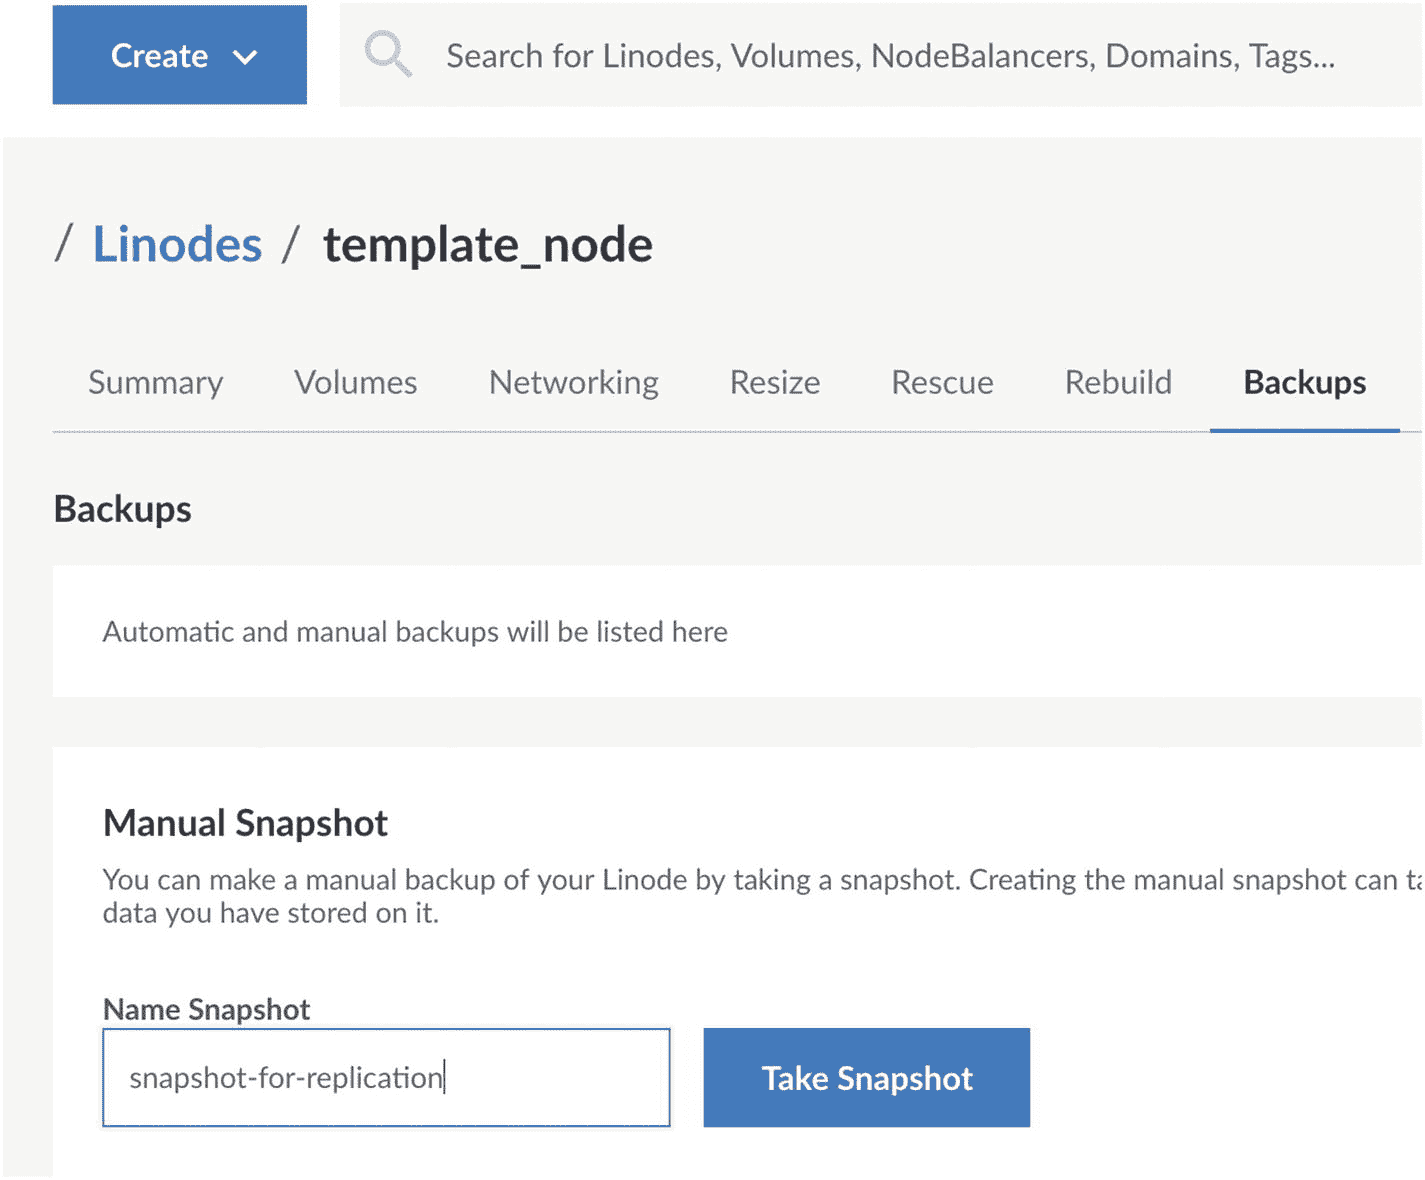 Create
Search for Linodes, Volumes, NodeBalancers, Domains, Tags...
/ Linodes / template_node
Summary Volumes Networking Resize Rescue Rebuild Backups
Backups
Automatic and manual backups will be listed here
Manual Snapshot
You can make a manual backup of your Linode by taking a snapshot. Creating the manual snapshot can
data you have stored on it.
Name Snapshot
snapshot-for-replication
Take Snapshot